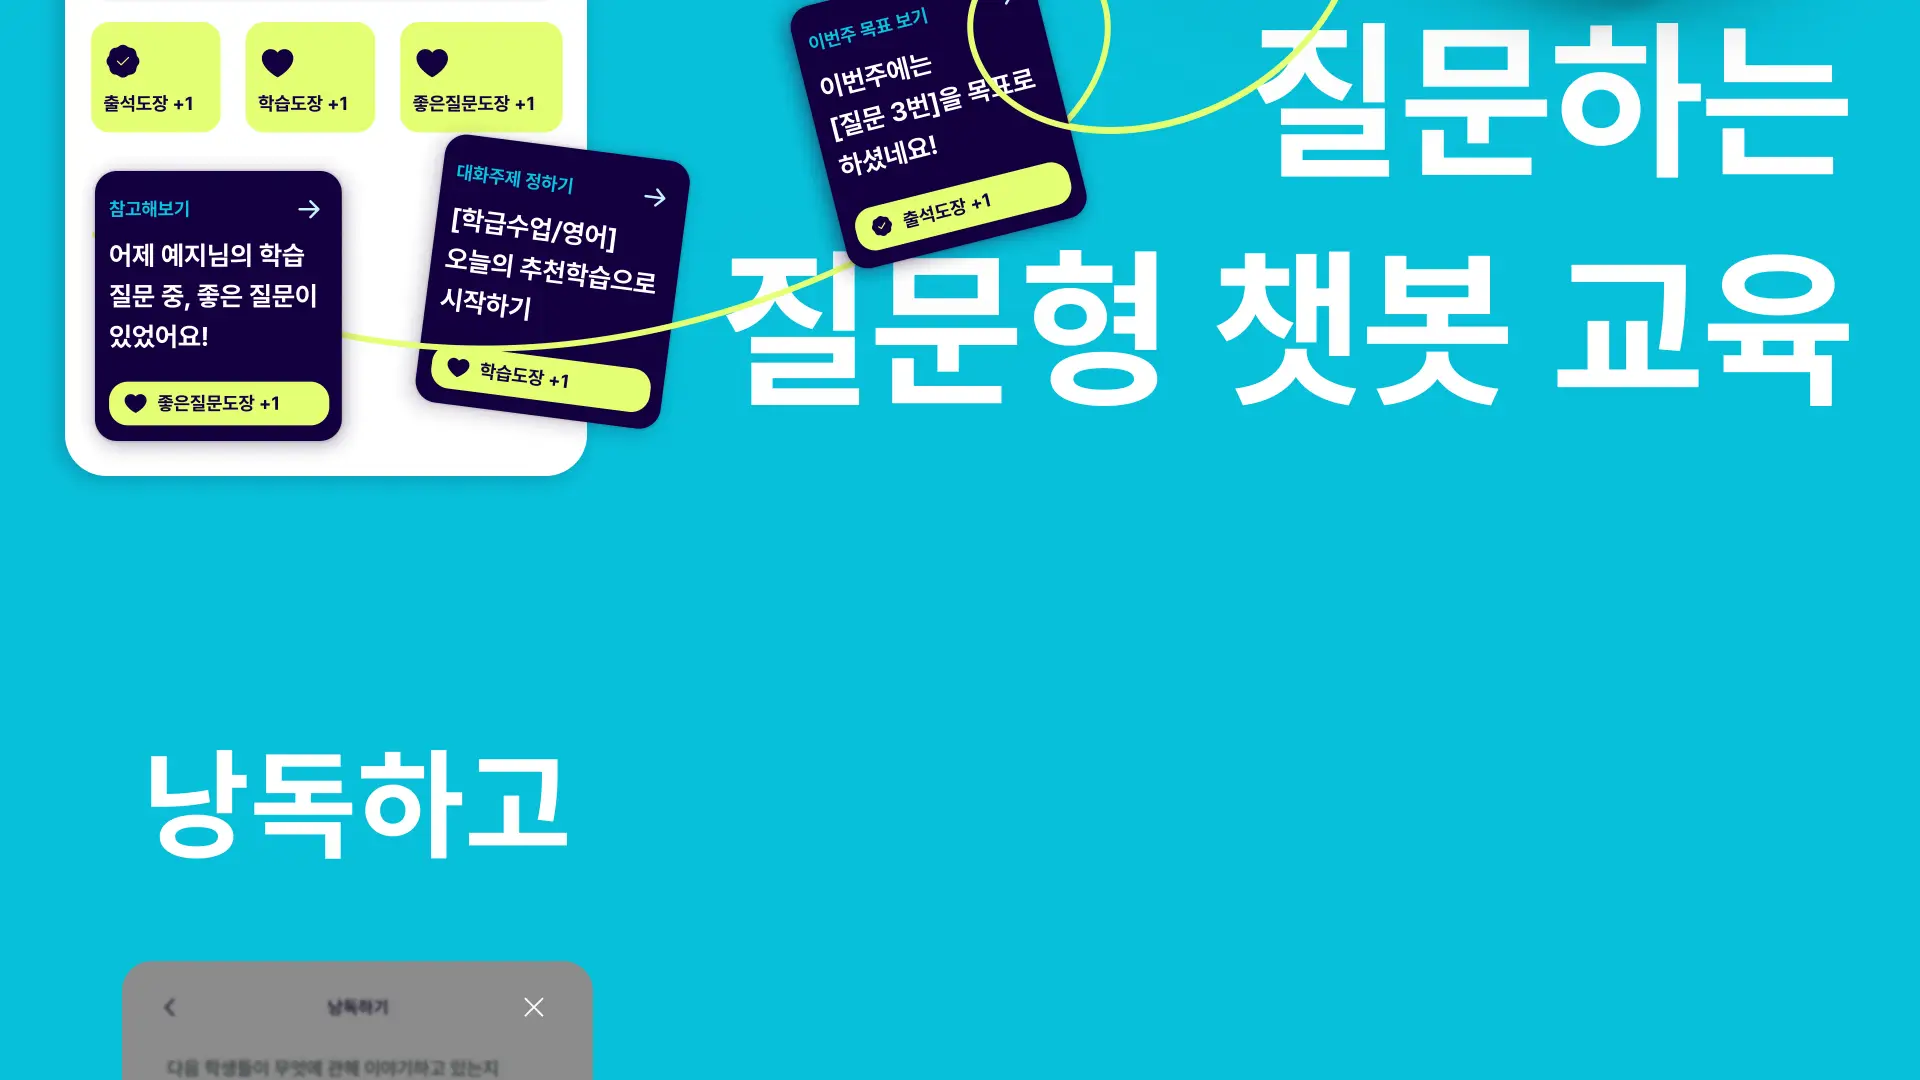 출석도장 +1
학습도장 +1
좋은질문도장 +1
참고해보기
어제 예지님의 학습
질문 중, 좋은 질문이
있었어요!
좋은질문도장 +1
대화주제 정하기
[학급수업/영어]
오늘의 추천학습으로
시작하기
학습도장 +1
이번주 목표 보기
이번주에는
[질문 3번]을 목표로
하셨네요!
출석도장 +1
질문하는
질문형 챗봇 교육
낭독하고
낭독하기
다음 학생들이 무엇에 관해 이야기하고 있는지